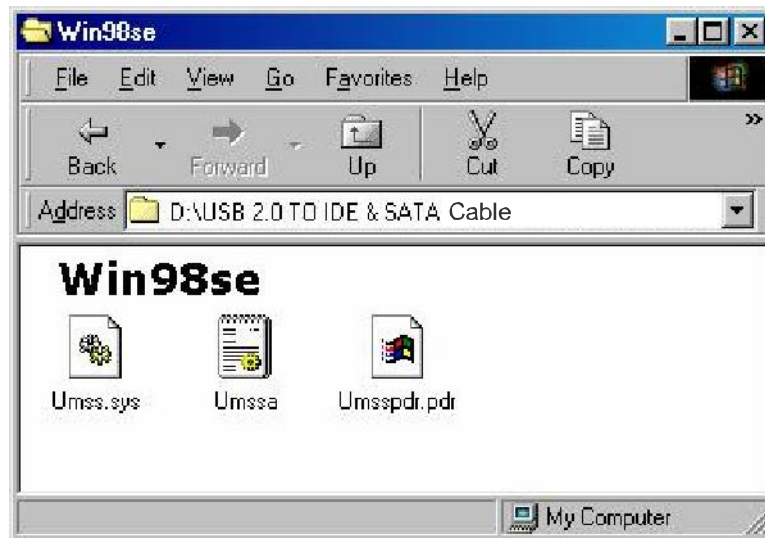 Win98se
File Edit View Go Favorites Help
Back Forward Up Cut Copy »
Address D:\USB 2.0 TO IDE & SATA Cable
Win98se
Umss.sys Umssa Umsspdr.pdr
My Computer